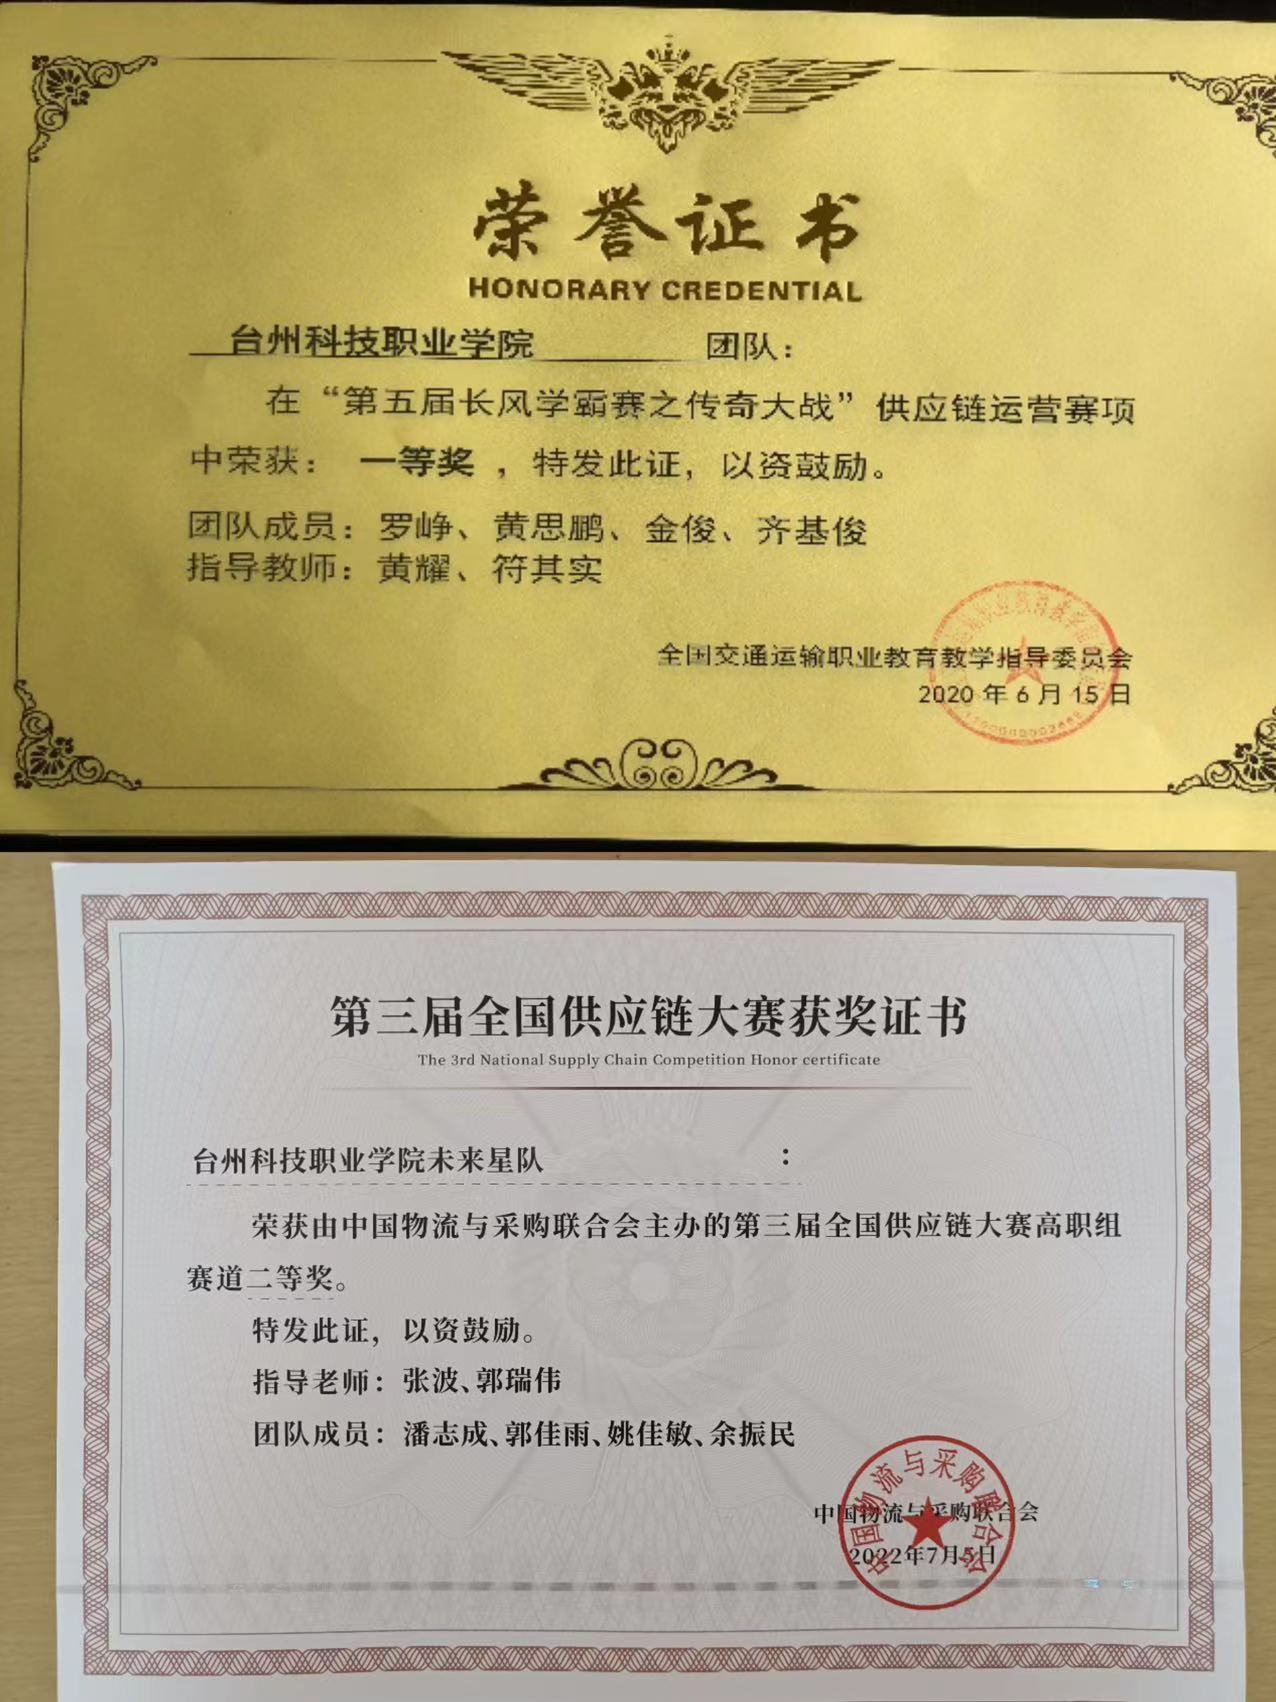 荣誉证书
HONORARY CREDENTIAL
台州科技职业学院 团队：
在“第五届长风学霸赛之传奇大战”供应链运营赛项
中荣获：一等奖，特发此证，以资鼓励。
团队成员：罗峥、黄思鹏、金俊、齐基俊
指导教师：黄耀、符其实
全国交通运输职业教育教学指导委员会
2020年6月15日
第三届全国供应链大赛获奖证书
The 3rd National Supply Chain Competition Honor certificate
台州科技职业学院未来星队：
荣获由中国物流与采购联合会主办的第三届全国供应链大赛高职组
赛道二等奖。
特发此证，以资鼓励。
指导老师：张波、郭瑞伟
团队成员：潘志成、郭佳雨、姚佳敏、余振民
中国物流与采购联合会
2022年7月5日
中国物流与采购联合会